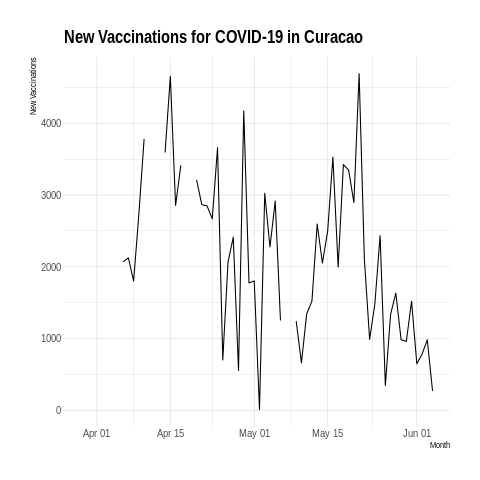 New Vaccinations for COVID-19 in Curacao
New Vaccinations
4000
3000
2000
1000
0
Apr 01
Apr 15
May 01
May 15
Jun 01
Month